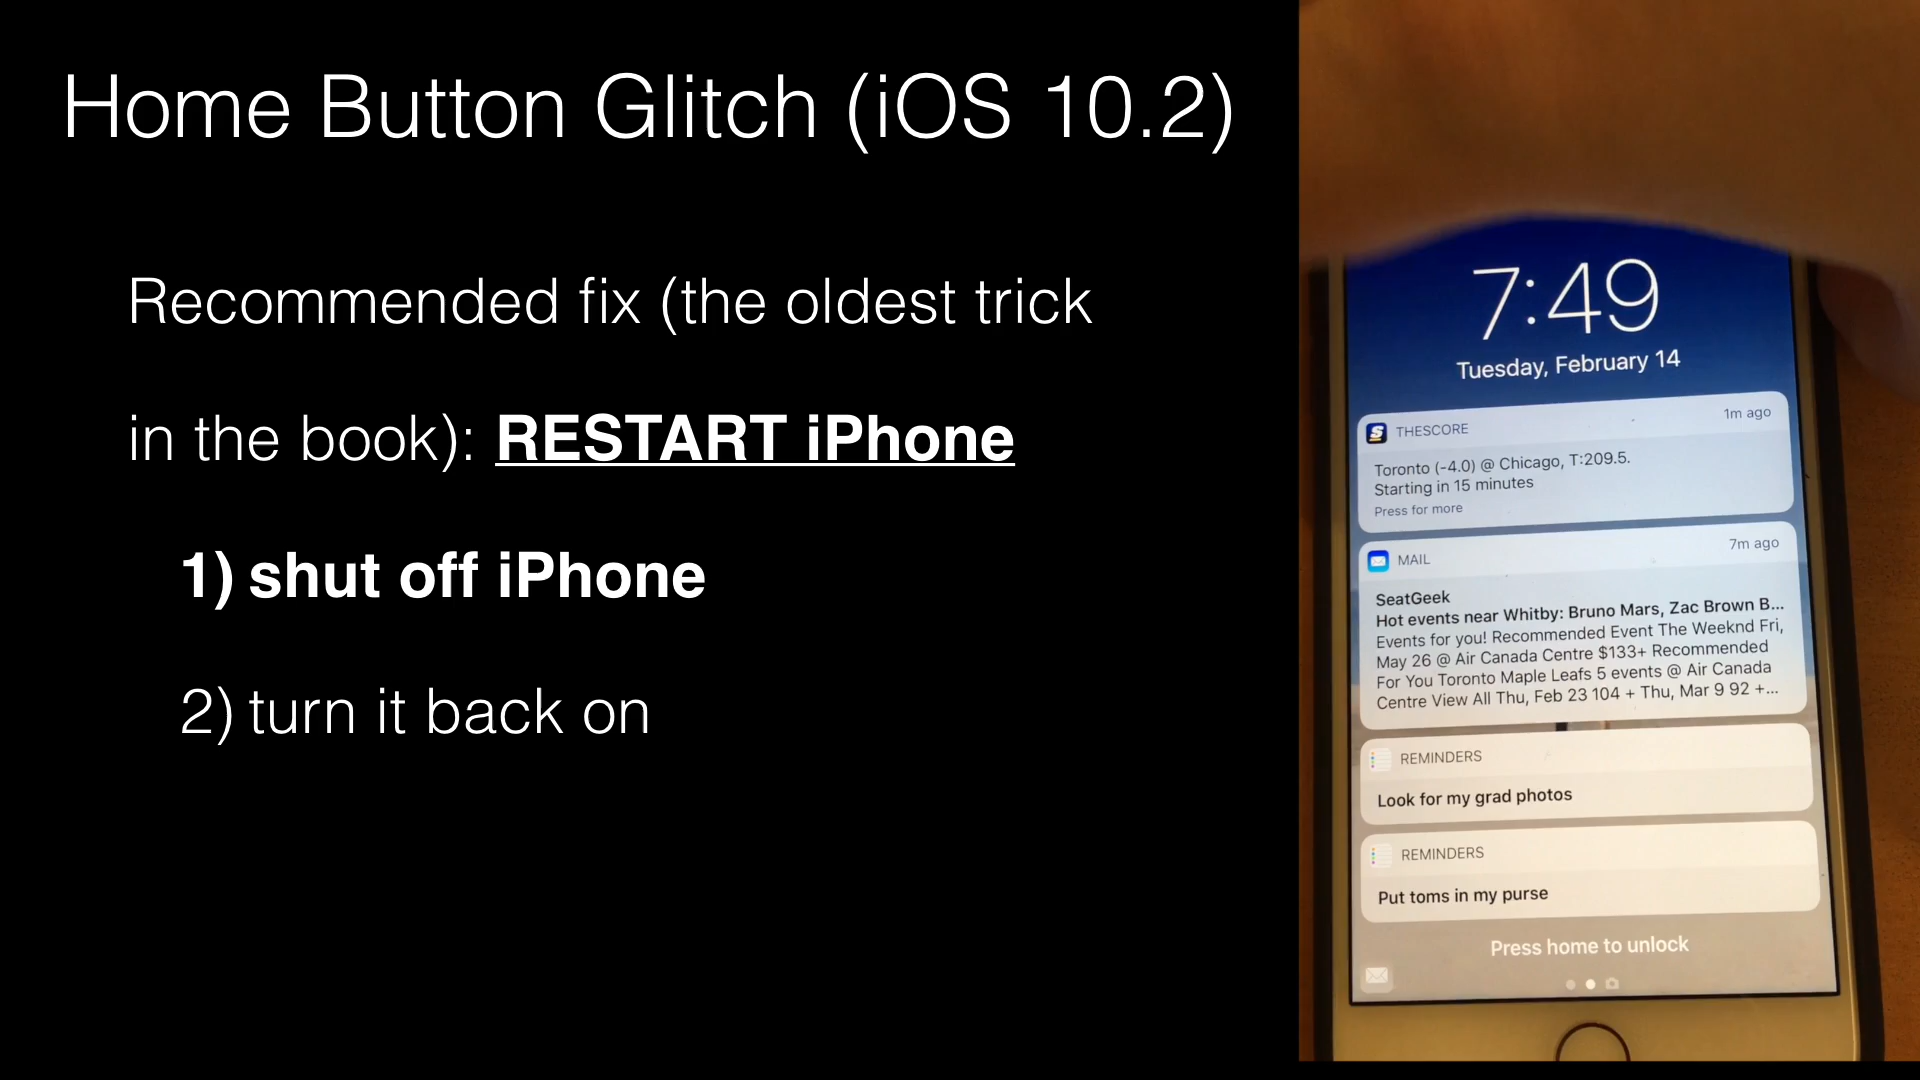 Home Button Glitch (iOS 10.2)
Recommended fix (the oldest trick
in the book): RESTART iPhone
1) shut off iPhone
2) turn it back on
7:49
Tuesday, February 14
THESCORE 1m ago
Toronto (-4.0) @ Chicago, T:209.5.
Starting in 15 minutes
Press for more
MAIL 7m ago
SeatGeek
Hot events near Whitby: Bruno Mars, Zac Brown B...
Events for you! Recommended Event The Weeknd Fri,
May 26 @ Air Canada Centre $133+ Recommended
For You Toronto Maple Leafs 5 events @ Air Canada
Centre View All Thu, Feb 23 104 + Thu, Mar 9 92 +...
REMINDERS
Look for my grad photos
REMINDERS
Put toms in my purse
Press home to unlock